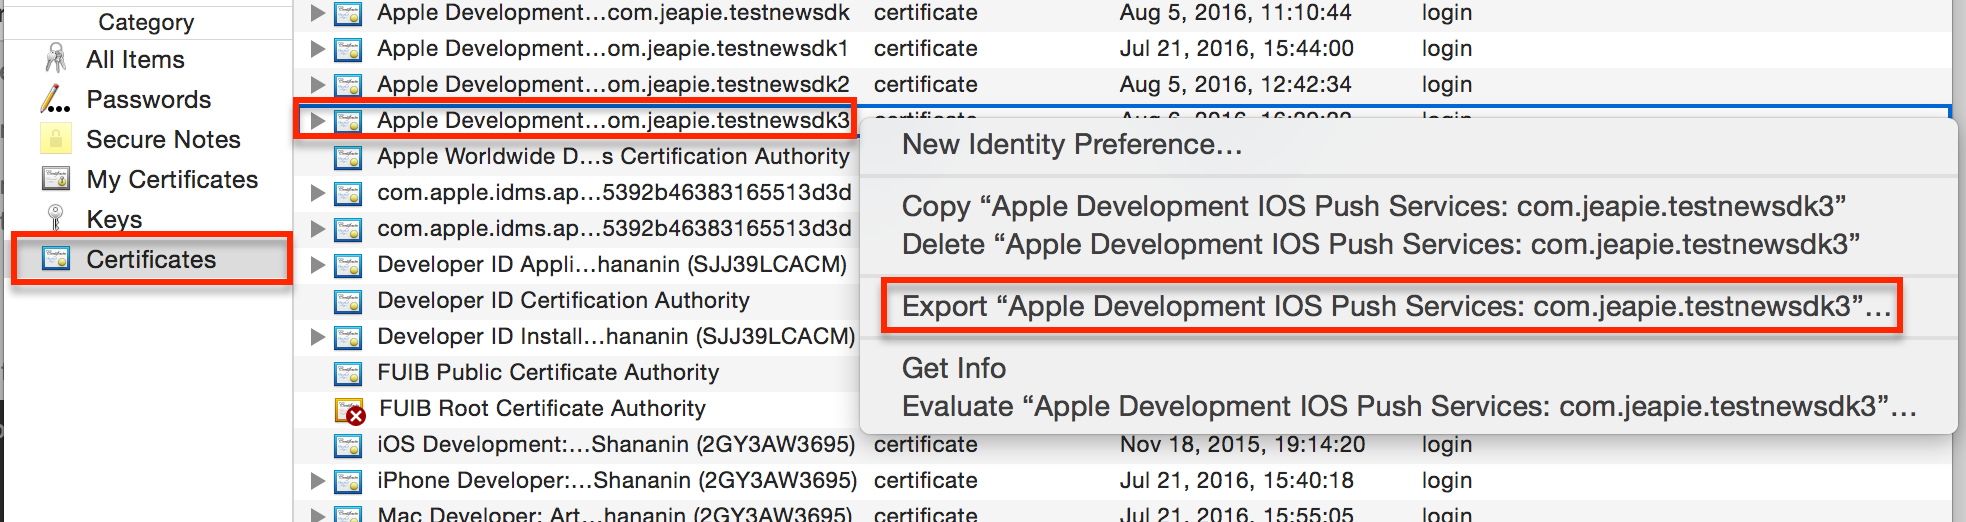 Category
All Items
Passwords
Secure Notes
My Certificates
Keys
Certificates
Apple Development...com.jeapie.testnewsdk certificate Aug 5, 2016, 11:10:44 login
Apple Development...om.jeapie.testnewsdk1 certificate Jul 21, 2016, 15:44:00 login
Apple Development...om.jeapie.testnewsdk2 certificate Aug 5, 2016, 12:42:34 login
Apple Development...om.jeapie.testnewsdk3
Apple Worldwide D...s Certification Authority
com.apple.idms.ap...5392b46383165513d3d
com.apple.idms.ap...5392b46383165513d3d
Developer ID Appli...hananin (SJJ39LCACM)
Developer ID Certification Authority
Developer ID Install...hananin (SJJ39LCACM)
FUIB Public Certificate Authority
FUIB Root Certificate Authority
iOS Development:...Shananin (2GY3AW3695) certificate Nov 18, 2015, 19:14:20 login
iPhone Developer:...Shananin (2GY3AW3695) certificate Jul 21, 2016, 15:40:18 login
Mac Developer: Art...hananin (SJJ39LCACM) certificate Jul 21, 2016, 15:55:05 login
New Identity Preference...
Copy “Apple Development IOS Push Services: com.jeapie.testnewsdk3”
Delete “Apple Development IOS Push Services: com.jeapie.testnewsdk3”
Export “Apple Development IOS Push Services: com.jeapie.testnewsdk3”...
Get Info
Evaluate “Apple Development IOS Push Services: com.jeapie.testnewsdk3”...